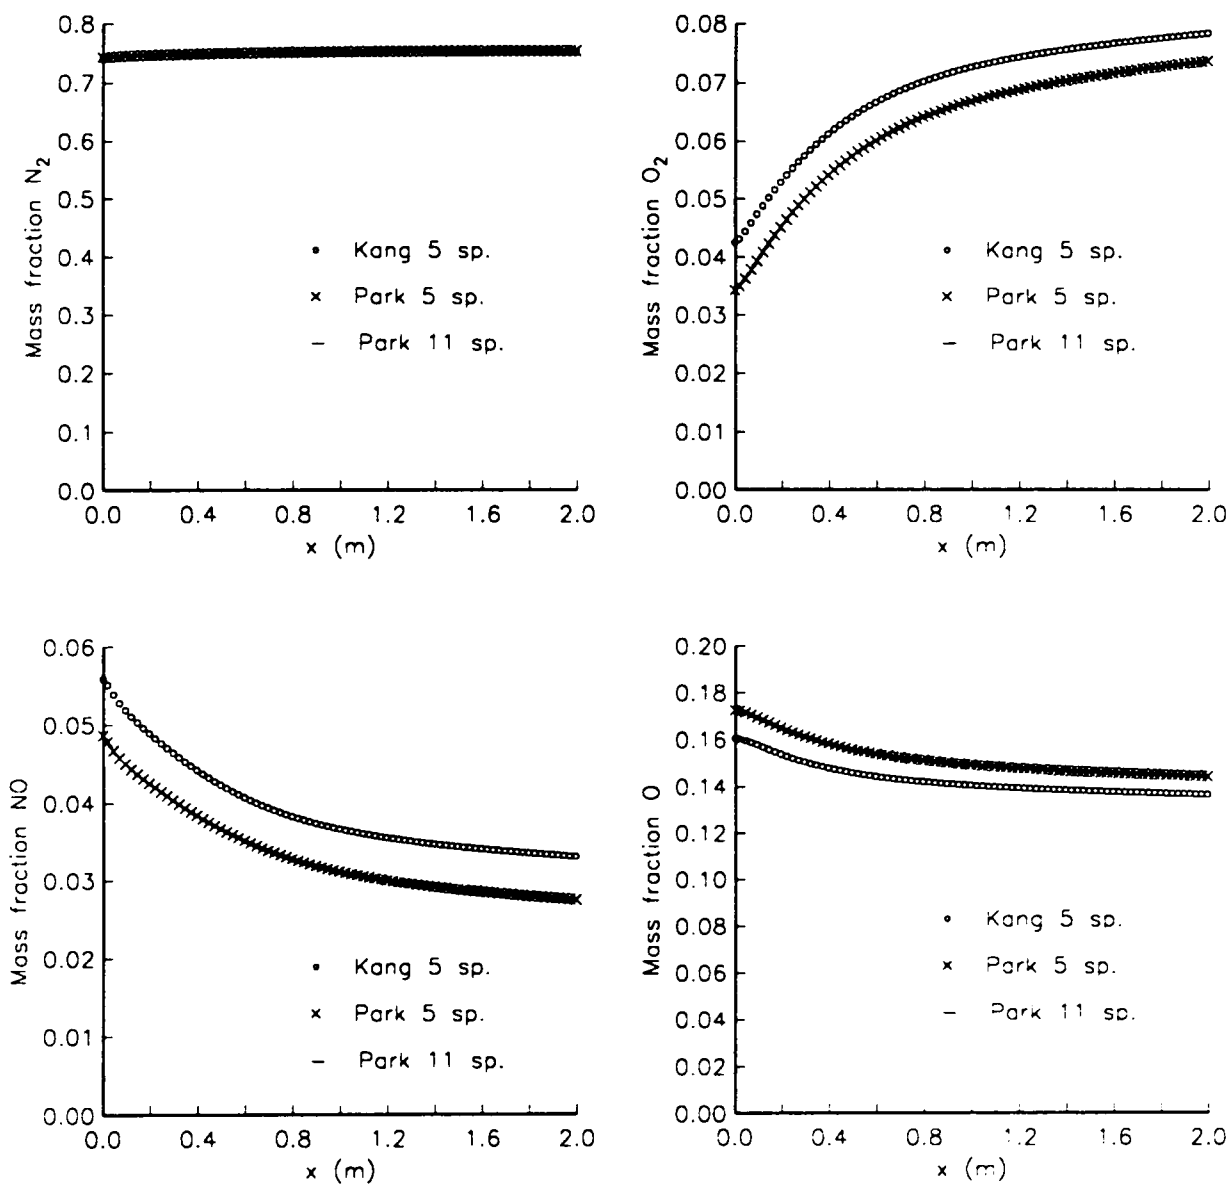 0.8
0.7
0.6
0.5
0.4
0.3
0.2
0.1
0.0
Mass fraction N2
Kang 5 sp.
Park 5 sp.
Park 11 sp.
0.0 0.4 0.8 1.2 1.6 2.0
x (m)
0.08
0.07
0.06
0.05
0.04
0.03
0.02
0.01
0.00
Mass fraction O2
Kang 5 sp.
Park 5 sp.
Park 11 sp.
0.0 0.4 0.8 1.2 1.6 2.0
x (m)
0.06
0.05
0.04
0.03
0.02
0.01
0.00
Mass fraction NO
Kang 5 sp.
Park 5 sp.
Park 11 sp.
0.0 0.4 0.8 1.2 1.6 2.0
x (m)
0.20
0.18
0.16
0.14
0.12
0.10
0.08
0.06
0.04
0.02
0.00
Mass fraction O
Kang 5 sp.
Park 5 sp.
Park 11 sp.
0.0 0.4 0.8 1.2 1.6 2.0
x (m)